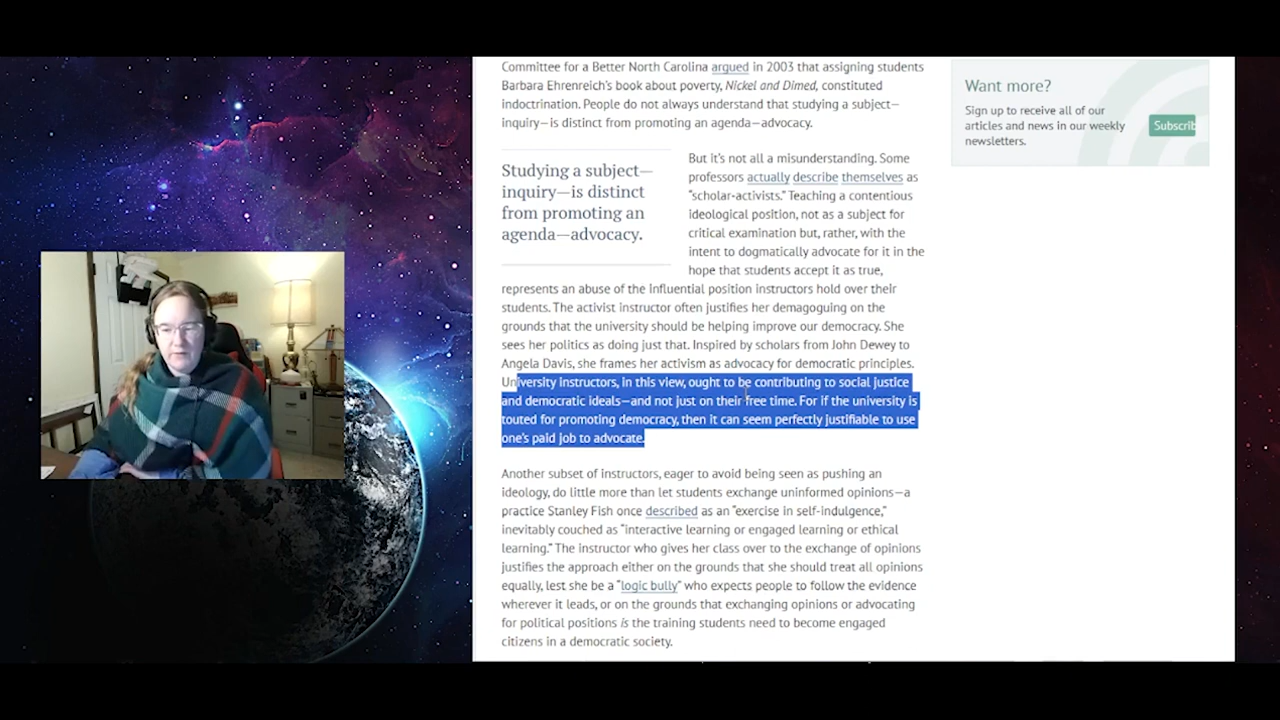 Committee for a Better North Carolina argued in 2003 that assigning students
Barbara Ehrenreich's book about poverty, Nickel and Dimed, constituted
indoctrination. People do not always understand that studying a subject—
inquiry—is distinct from promoting an agenda—advocacy.
Studying a subject—
inquiry—is distinct
from promoting an
agenda—advocacy.
But it's not all a misunderstanding. Some
professors actually describe themselves as
"scholar-activists." Teaching a contentious
ideological position, not as a subject for
critical examination but, rather, with the
intent to dogmatically advocate for it in the
hope that students accept it as true,
represents an abuse of the influential position instructors hold over their
students. The activist instructor often justifies her demagoguing on the
grounds that the university should be helping improve our democracy. She
sees her politics as doing just that. Inspired by scholars from John Dewey to
Angela Davis, she frames her activism as advocacy for democratic principles.
University instructors, in this view, ought to be contributing to social justice
and democratic ideals—and not just on their free time. For if the university is
touted for promoting democracy, then it can seem perfectly justifiable to use
one's paid job to advocate.
Another subset of instructors, eager to avoid being seen as pushing an
ideology, do little more than let students exchange uninformed opinions—a
practice Stanley Fish once described as an "exercise in self-indulgence,"
inevitably couched as "interactive learning or engaged learning or ethical
learning." The instructor who gives her class over to the exchange of opinions
justifies the approach either on the grounds that she should treat all opinions
equally, lest she be a "logic bully" who expects people to follow the evidence
wherever it leads, or on the grounds that exchanging opinions or advocating
for political positions is the training students need to become engaged
citizens in a democratic society.
Want more?
Sign up to receive all of our
articles and news in our weekly
newsletters.
Subscrib